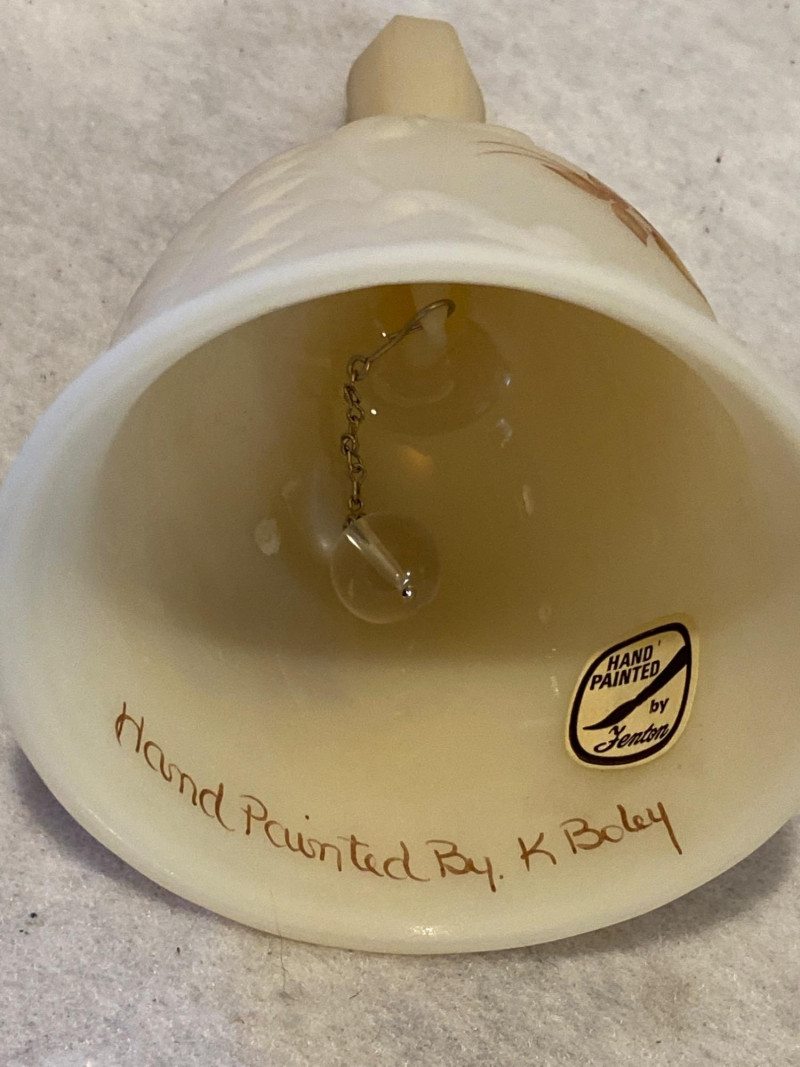 HAND
PAINTED
by
Fenton
Hand Painted By. K Boley